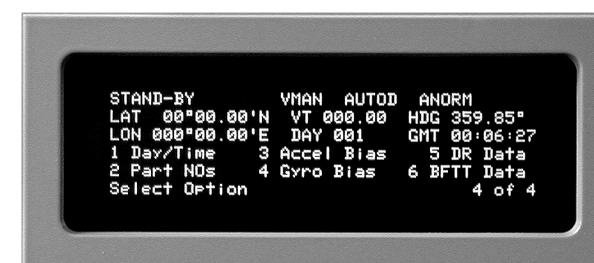 STAND-BY VMAN AUTOD ANORM
LAT 00°00.00'N VT 000.00 HDG 359.85°
LON 000°00.00'E DAY 001 GMT 00:06:27
1 Day/Time 3 Accel Bias 5 DR Data
2 Part NOs 4 Gyro Bias 6 BFTT Data
Select Option 4 of 4